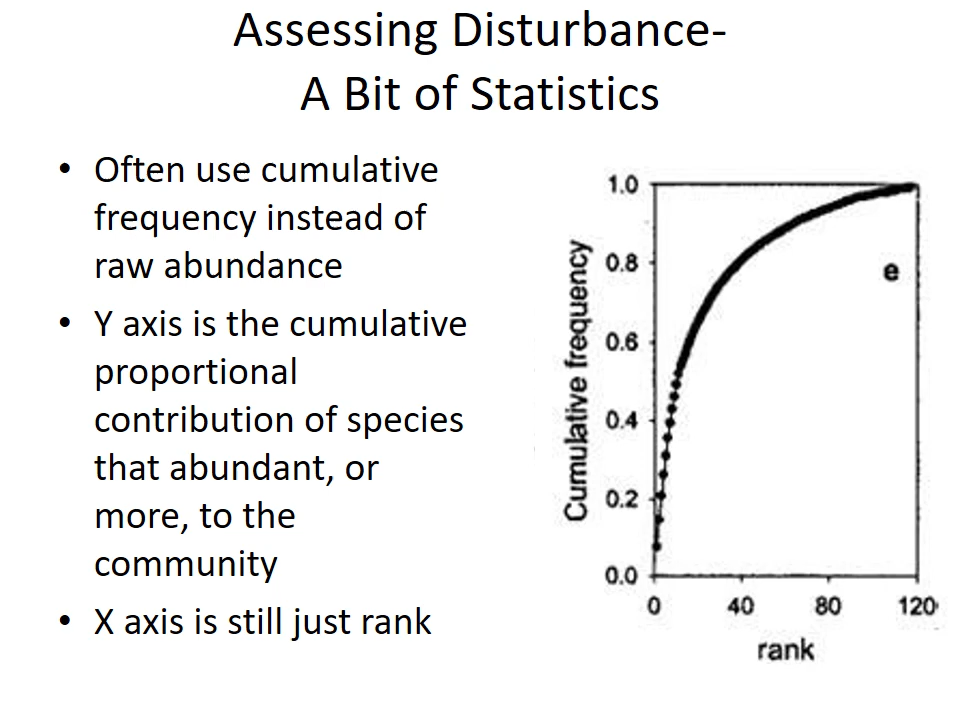 Assessing Disturbance-
A Bit of Statistics
• Often use cumulative
frequency instead of
raw abundance
• Y axis is the cumulative
proportional
contribution of species
that abundant, or
more, to the
community
• X axis is still just rank
Cumulative frequency
1.0
0.8
0.6
0.4
0.2
0.0
e
0 40 80 120
rank